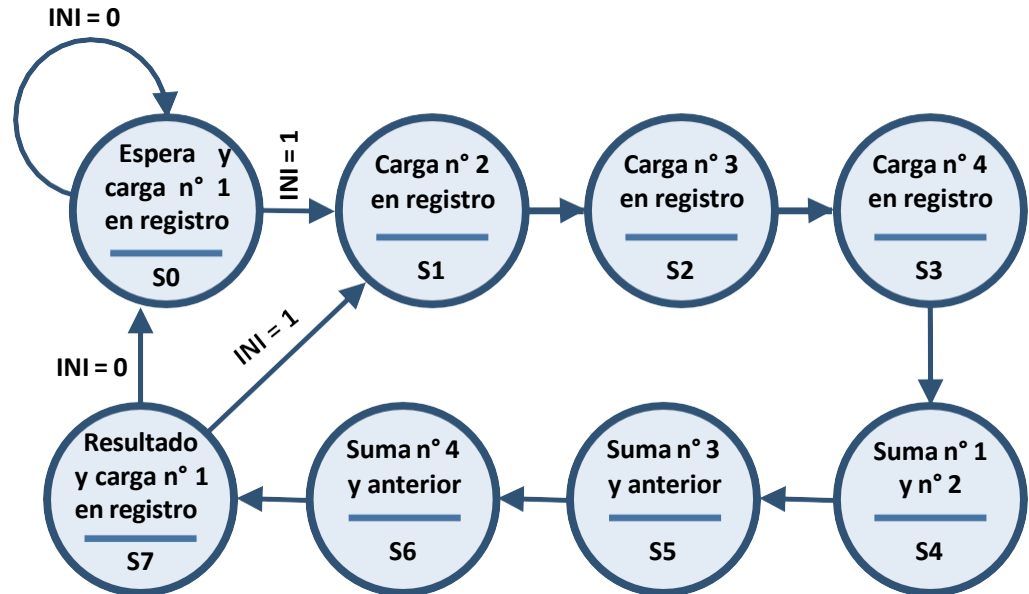 INI = 0
Espera y
carga n° 1
en registro
S0
INI = 1
Carga n° 2
en registro
S1
Carga n° 3
en registro
S2
Carga n° 4
en registro
S3
INI = 0
INI = 1
Resultado
y carga n° 1
en registro
S7
Suma n° 4
y anterior
S6
Suma n° 3
y anterior
S5
Suma n° 1
y n° 2
S4